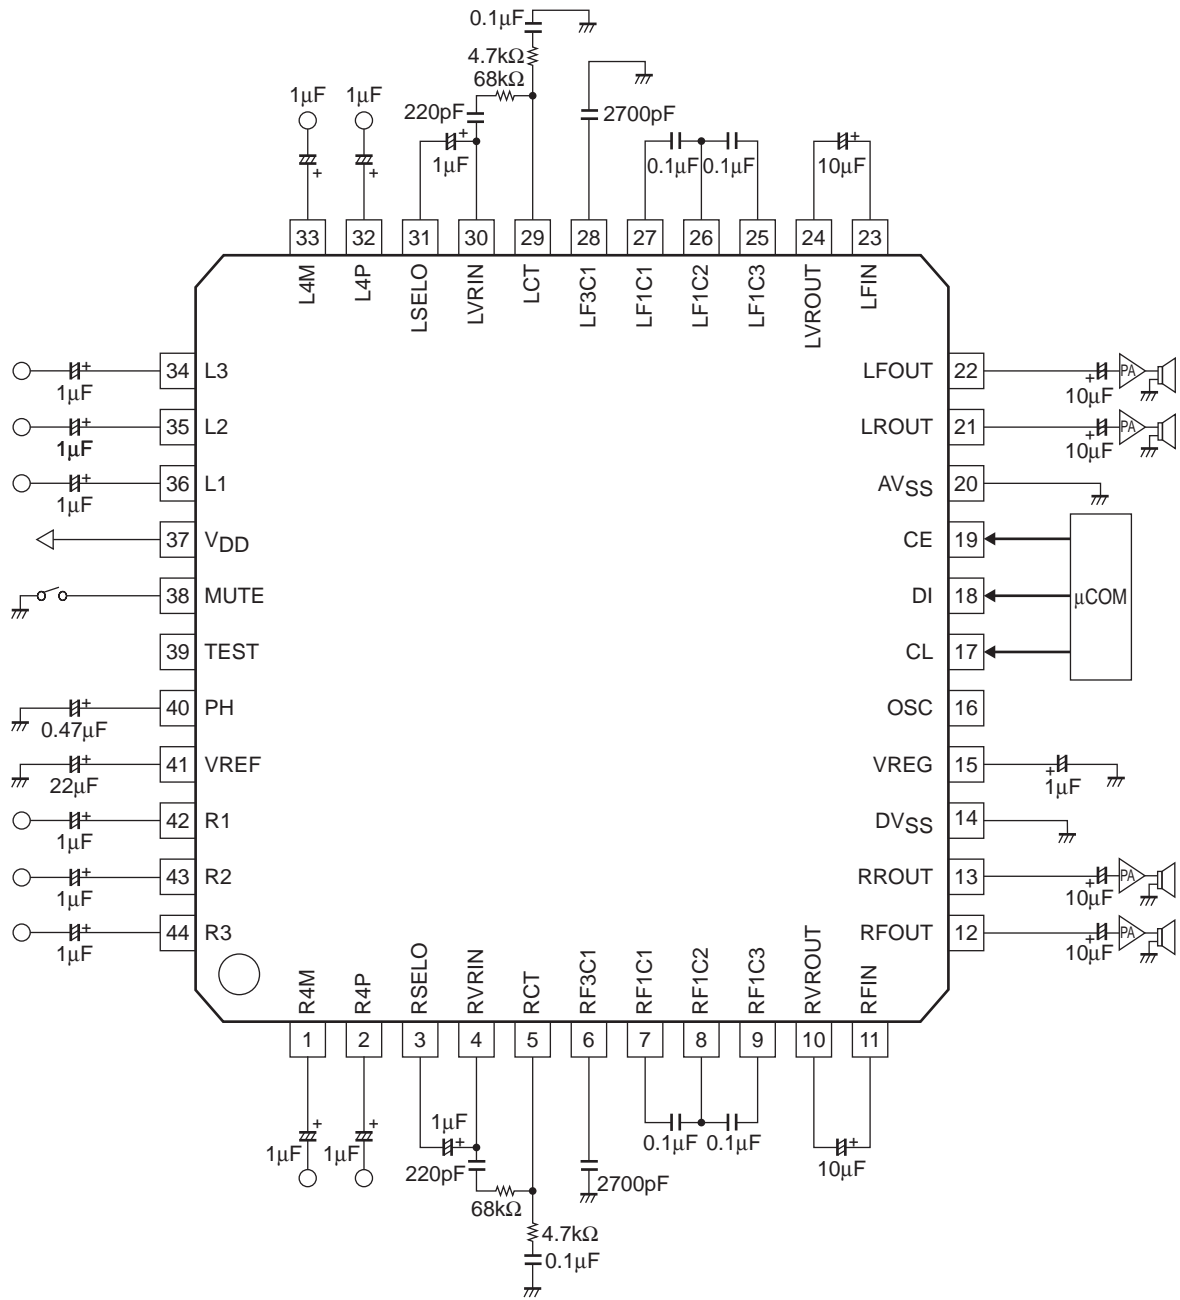 0.1µF
4.7kΩ
68kΩ
1µF 1µF
220pF
2700pF
1µF
0.1µF 0.1µF
10µF
33 32 31 30 29 28 27 26 25 24 23
L4M L4P LSELO LVRIN LCT LF3C1 LF1C1 LF1C2 LF1C3 LVROUT LFIN
34 L3
1µF
LFOUT 22
10µF
PA
35 L2
1µF
LROUT 21
10µF
PA
36 L1
1µF
AVSS 20
37 VDD
CE 19
38 MUTE
DI 18
µCOM
39 TEST
CL 17
40 PH
0.47µF
OSC 16
41 VREF
22µF
VREG 15
1µF
42 R1
1µF
DVSS 14
43 R2
1µF
RROUT 13
10µF
PA
44 R3
1µF
RFOUT 12
10µF
PA
R4M R4P RSELO RVRIN RCT RF3C1 RF1C1 RF1C2 RF1C3 RVROUT RFIN
1 2 3 4 5 6 7 8 9 10 11
1µF
0.1µF 0.1µF
1µF 1µF
220pF
10µF
2700pF
68kΩ
4.7kΩ
0.1µF